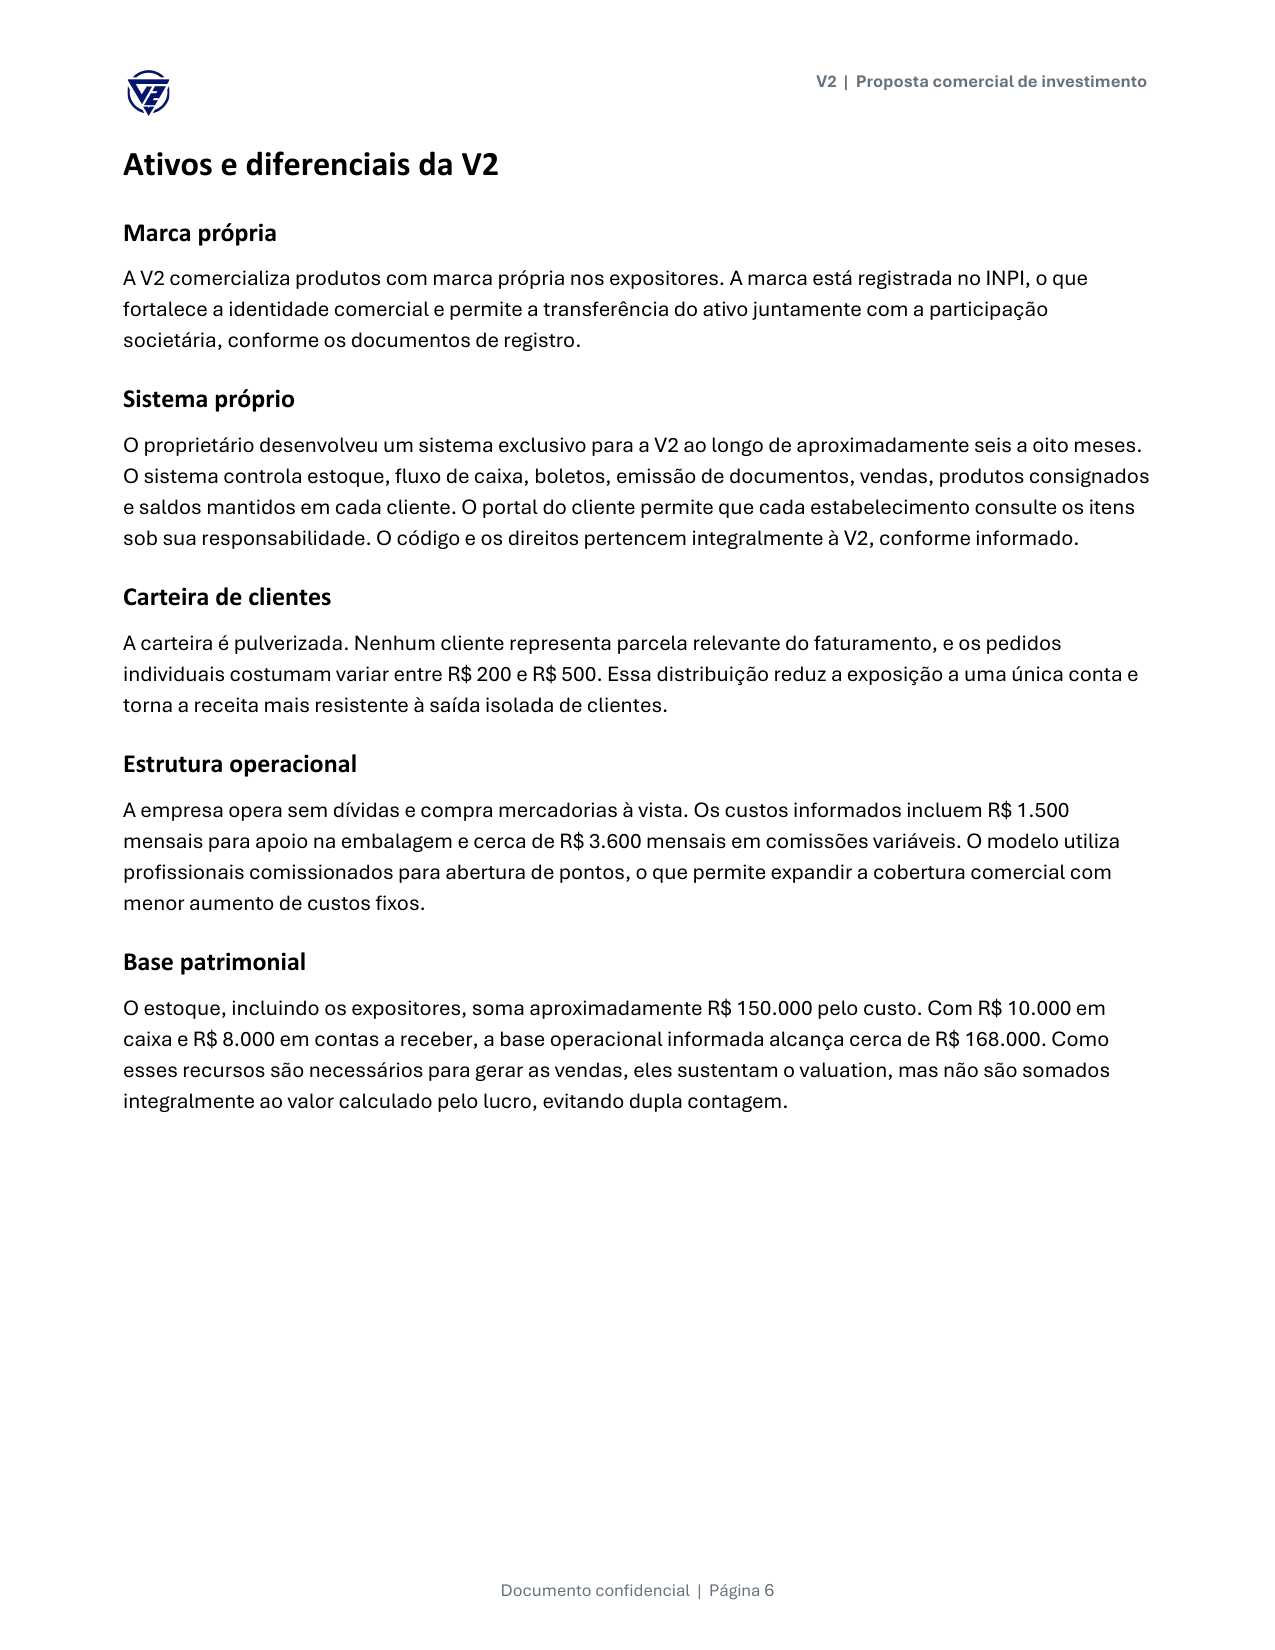 V2
V2 | Proposta comercial de investimento
Ativos e diferenciais da V2
Marca própria
A V2 comercializa produtos com marca própria nos expositores. A marca está registrada no INPI, o que
fortalece a identidade comercial e permite a transferência do ativo juntamente com a participação
societária, conforme os documentos de registro.
Sistema próprio
O proprietário desenvolveu um sistema exclusivo para a V2 ao longo de aproximadamente seis a oito meses.
O sistema controla estoque, fluxo de caixa, boletos, emissão de documentos, vendas, produtos consignados
e saldos mantidos em cada cliente. O portal do cliente permite que cada estabelecimento consulte os itens
sob sua responsabilidade. O código e os direitos pertencem integralmente à V2, conforme informado.
Carteira de clientes
A carteira é pulverizada. Nenhum cliente representa parcela relevante do faturamento, e os pedidos
individuais costumam variar entre R$ 200 e R$ 500. Essa distribuição reduz a exposição a uma única conta e
torna a receita mais resistente à saída isolada de clientes.
Estrutura operacional
A empresa opera sem dívidas e compra mercadorias à vista. Os custos informados incluem R$ 1.500
mensais para apoio na embalagem e cerca de R$ 3.600 mensais em comissões variáveis. O modelo utiliza
profissionais comissionados para abertura de pontos, o que permite expandir a cobertura comercial com
menor aumento de custos fixos.
Base patrimonial
O estoque, incluindo os expositores, soma aproximadamente R$ 150.000 pelo custo. Com R$ 10.000 em
caixa e R$ 8.000 em contas a receber, a base operacional informada alcança cerca de R$ 168.000. Como
esses recursos são necessários para gerar as vendas, eles sustentam o valuation, mas não são somados
integralmente ao valor calculado pelo lucro, evitando dupla contagem.
Documento confidencial | Página 6